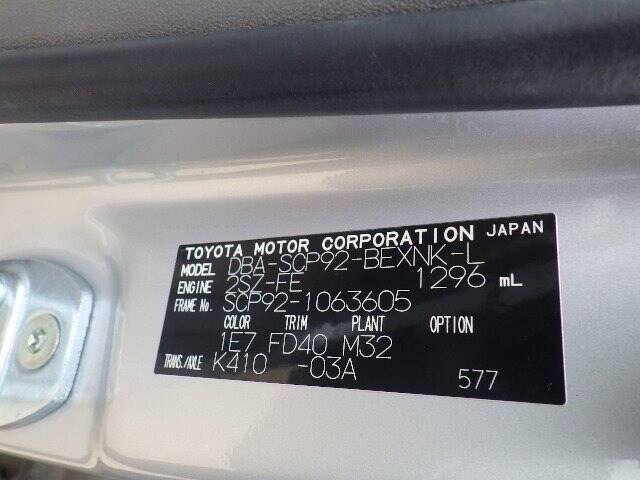 TOYOTA MOTOR CORPORATION JAPAN
MODEL DBA-SCP92-BEXNK-L
ENGINE 2SZ-FE 1296 mL
FRAME No. SCP92-1063605
COLOR TRIM PLANT OPTION
1E7 FD40 M32
TRANS./AXLE K410 -03A
577